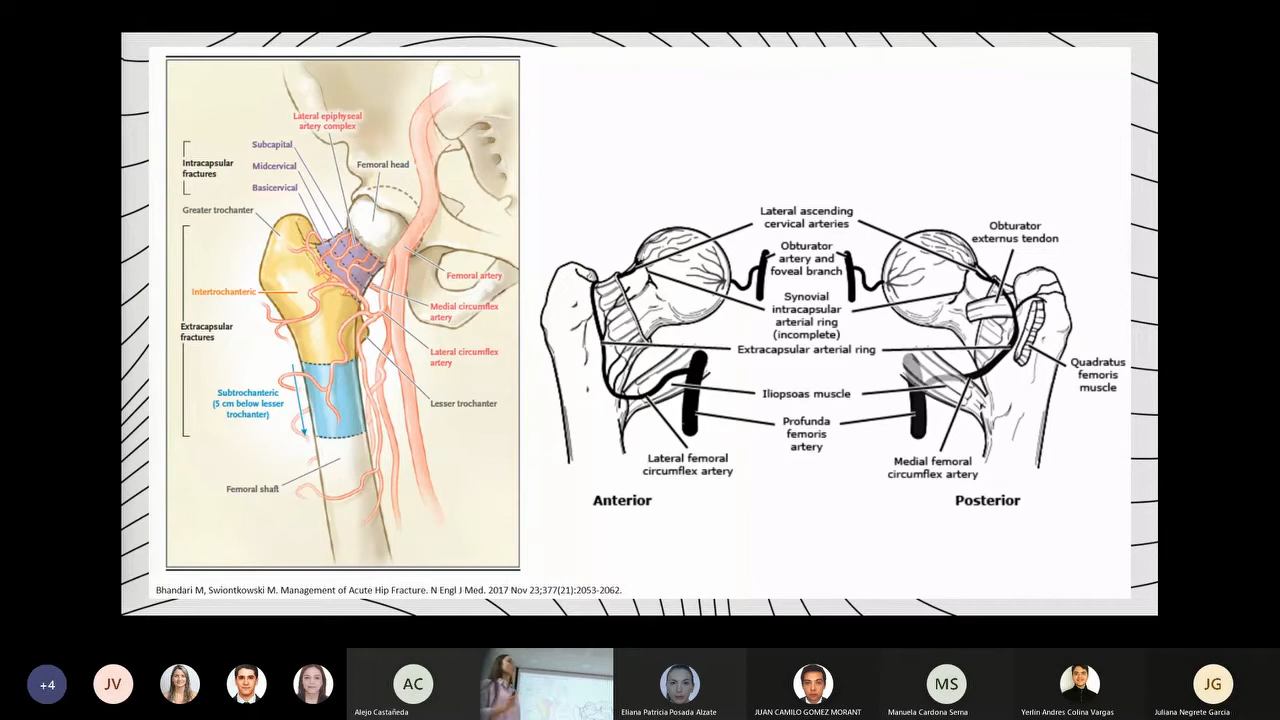 Lateral epiphyseal
artery complex
Subcapital
Intracapsular
fractures
Midcervical
Femoral head
Basicervical
Greater trochanter
Femoral artery
Intertrochanteric
Medial circumflex
artery
Extracapsular
fractures
Lateral circumflex
artery
Subtrochanteric
(5 cm below lesser
trochanter)
Lesser trochanter
Femoral shaft
Lateral ascending
cervical arteries
Obturator
externus tendon
Obturator
artery and
foveal branch
Synovial
intracapsular
arterial ring
(incomplete)
Extracapsular arterial ring
Quadratus
femoris
muscle
Iliopsoas muscle
Profunda
femoris
artery
Lateral femoral
circumflex artery
Medial femoral
circumflex artery
Anterior
Posterior
Bhandari M, Swiontkowski M. Management of Acute Hip Fracture. N Engl J Med. 2017 Nov 23;377(21):2053-2062.
+4
JV
AC
MS
JG
Alejo Castañeda
Eliana Patricia Posada Alzate
JUAN CAMILO GOMEZ MORANT
Manuela Cardona Serna
Yerlín Andres Colina Vargas
Juliana Negrete Garcia